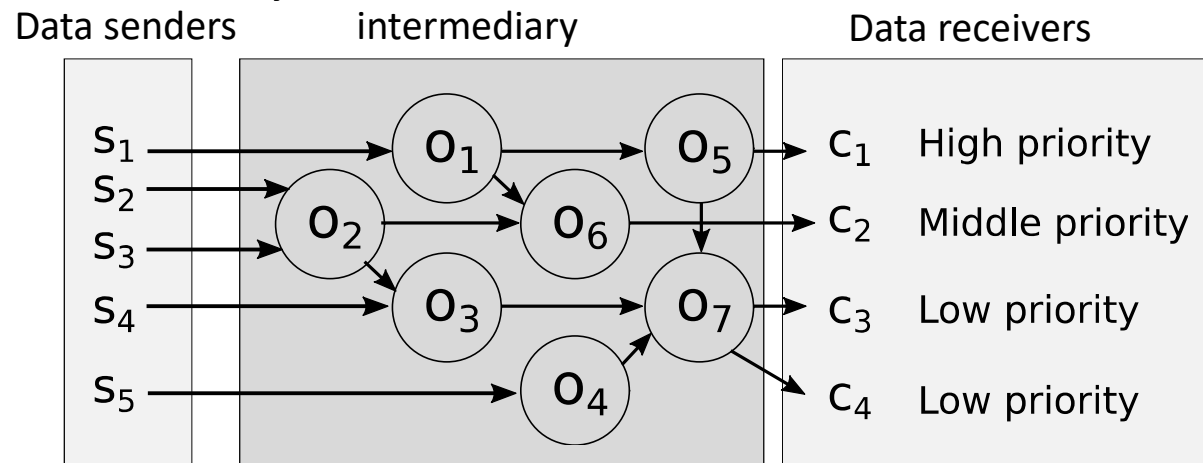 Data senders intermediary Data receivers
s₁ o₁ o₅ c₁ High priority
s₂
o₂ o₆ c₂ Middle priority
s₃
s₄ o₃ o₇ c₃ Low priority
s₅ o₄ c₄ Low priority